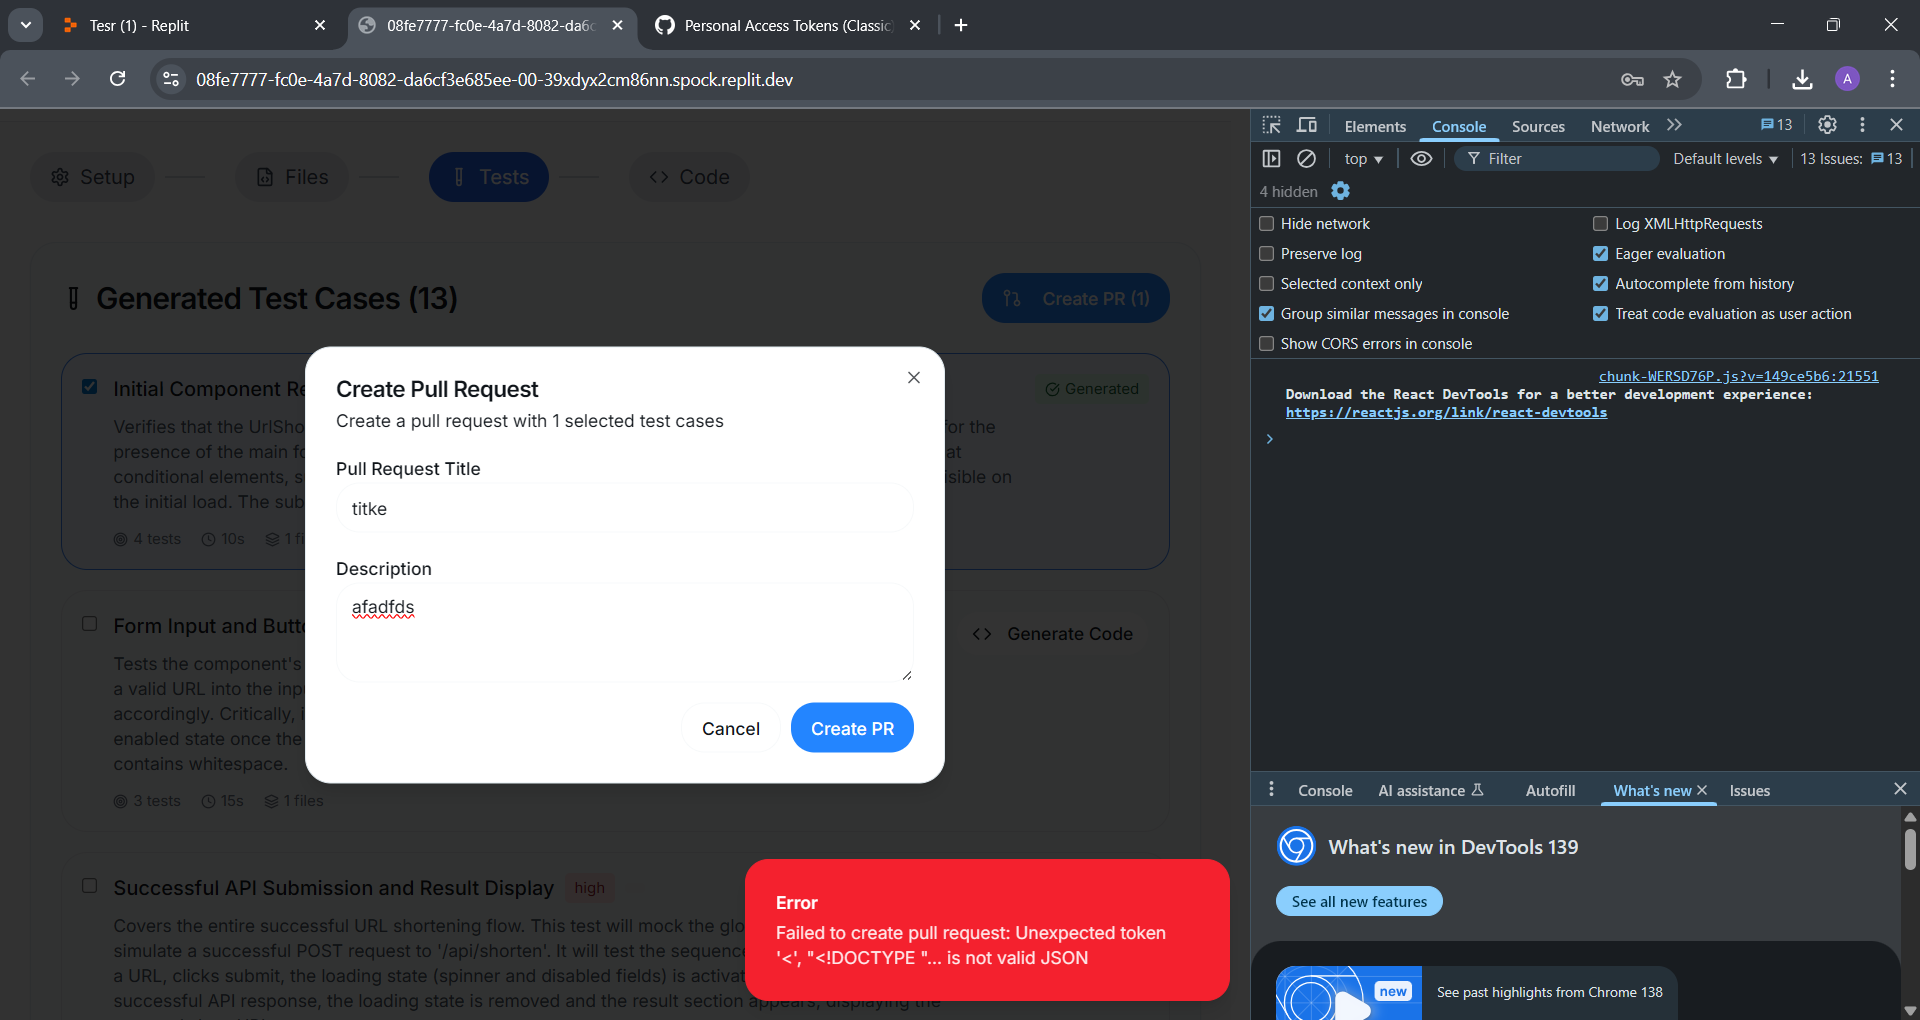 Tesr (1) - Replit
08fe7777-fc0e-4a7d-8082-da6c
Personal Access Tokens (Classic
08fe7777-fc0e-4a7d-8082-da6cf3e685ee-00-39xdyx2cm86nn.spock.replit.dev
A
Setup
Files
Tests
Code
Generated Test Cases (13)
Create PR (1)
Initial Component Re
Generated
Verifies that the UrlSho
for the
presence of the main fo
at
conditional elements, s
isible on
the initial load. The sub
4 tests
10s
1 fi
Create Pull Request
Create a pull request with 1 selected test cases
Pull Request Title
titke
Description
afadfds
Cancel
Create PR
Form Input and Butto
Generate Code
Tests the component's
a valid URL into the inp
accordingly. Critically, i
enabled state once the
contains whitespace.
3 tests
15s
1 files
Successful API Submission and Result Display
high
Covers the entire successful URL shortening flow. This test will mock the glo
simulate a successful POST request to '/api/shorten'. It will test the sequence
a URL, clicks submit, the loading state (spinner and disabled fields) is activat
successful API response, the loading state is removed and the result section appears, displaying the
Error
Failed to create pull request: Unexpected token
'<', "<!DOCTYPE "... is not valid JSON
Elements
Console
Sources
Network
13
top
Filter
Default levels
13 Issues:
13
4 hidden
Hide network
Log XMLHttpRequests
Preserve log
Eager evaluation
Selected context only
Autocomplete from history
Group similar messages in console
Treat code evaluation as user action
Show CORS errors in console
chunk-WERSD76P.js?v=149ce5b6:21551
Download the React DevTools for a better development experience:
https://reactjs.org/link/react-devtools
Console
AI assistance
Autofill
What's new
Issues
What's new in DevTools 139
See all new features
new
See past highlights from Chrome 138